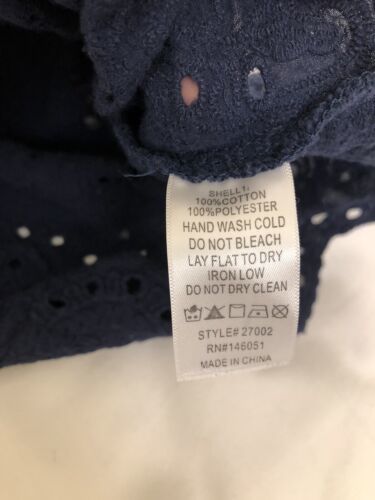 SHELL1:
100%COTTON
100%POLYESTER
HAND WASH COLD
DO NOT BLEACH
LAY FLAT TO DRY
IRON LOW
DO NOT DRY CLEAN
STYLE# 27002
RN#146051
MADE IN CHINA